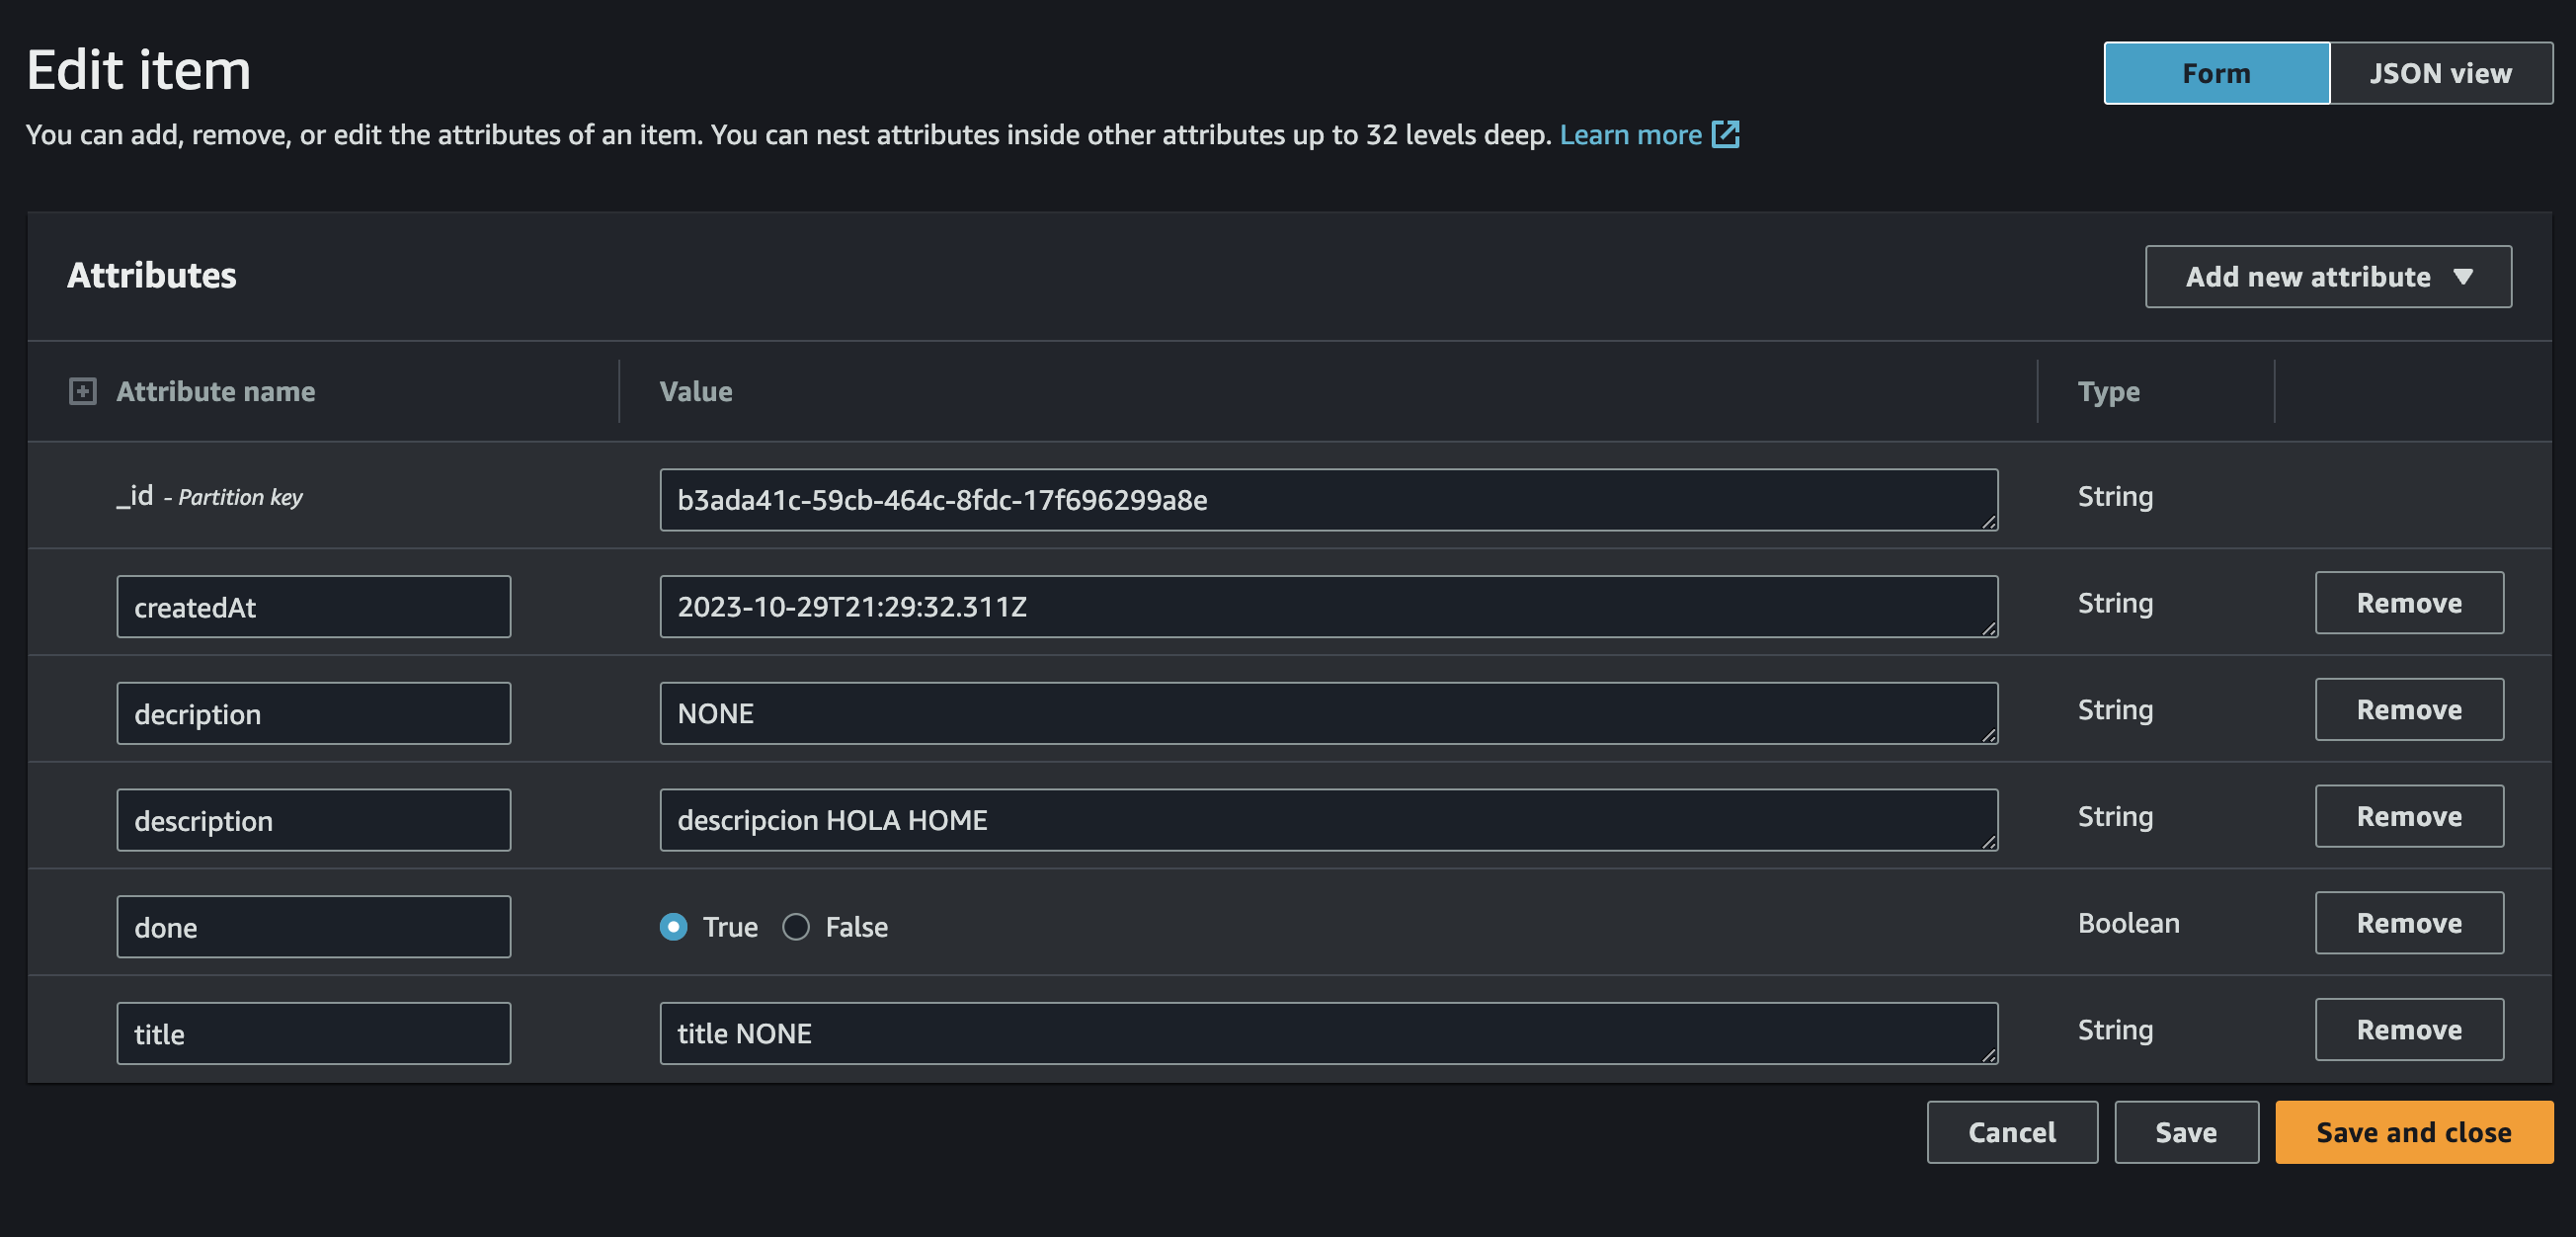 Edit item
Form JSON view
You can add, remove, or edit the attributes of an item. You can nest attributes inside other attributes up to 32 levels deep. Learn more
Attributes
Add new attribute
Attribute name Value Type
_id - Partition key b3ada41c-59cb-464c-8fdc-17f696299a8e String
createdAt 2023-10-29T21:29:32.311Z String Remove
decription NONE String Remove
description descripcion HOLA HOME String Remove
done True False Boolean Remove
title title NONE String Remove
Cancel Save Save and close